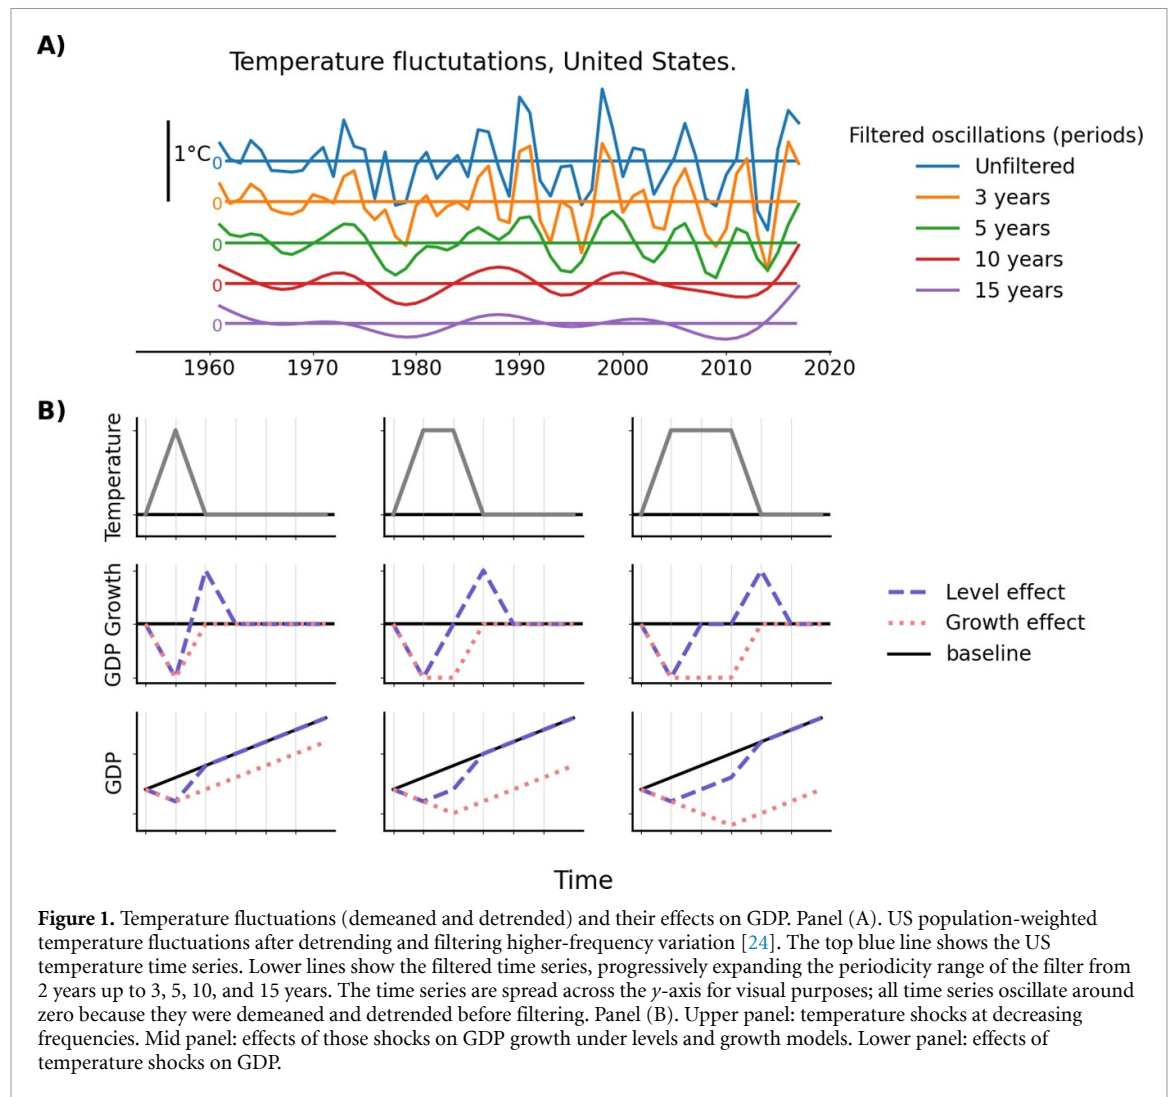 A)
Temperature fluctutations, United States.
1°C
0
0
0
0
0
Filtered oscillations (periods)
Unfiltered
3 years
5 years
10 years
15 years
1960 1970 1980 1990 2000 2010 2020
B)
Temperature
GDP Growth
GDP
Level effect
Growth effect
baseline
Time
Figure 1. Temperature fluctuations (demeaned and detrended) and their effects on GDP. Panel (A). US population-weighted
temperature fluctuations after detrending and filtering higher-frequency variation [24]. The top blue line shows the US
temperature time series. Lower lines show the filtered time series, progressively expanding the periodicity range of the filter from
2 years up to 3, 5, 10, and 15 years. The time series are spread across the y-axis for visual purposes; all time series oscillate around
zero because they were demeaned and detrended before filtering. Panel (B). Upper panel: temperature shocks at decreasing
frequencies. Mid panel: effects of those shocks on GDP growth under levels and growth models. Lower panel: effects of
temperature shocks on GDP.